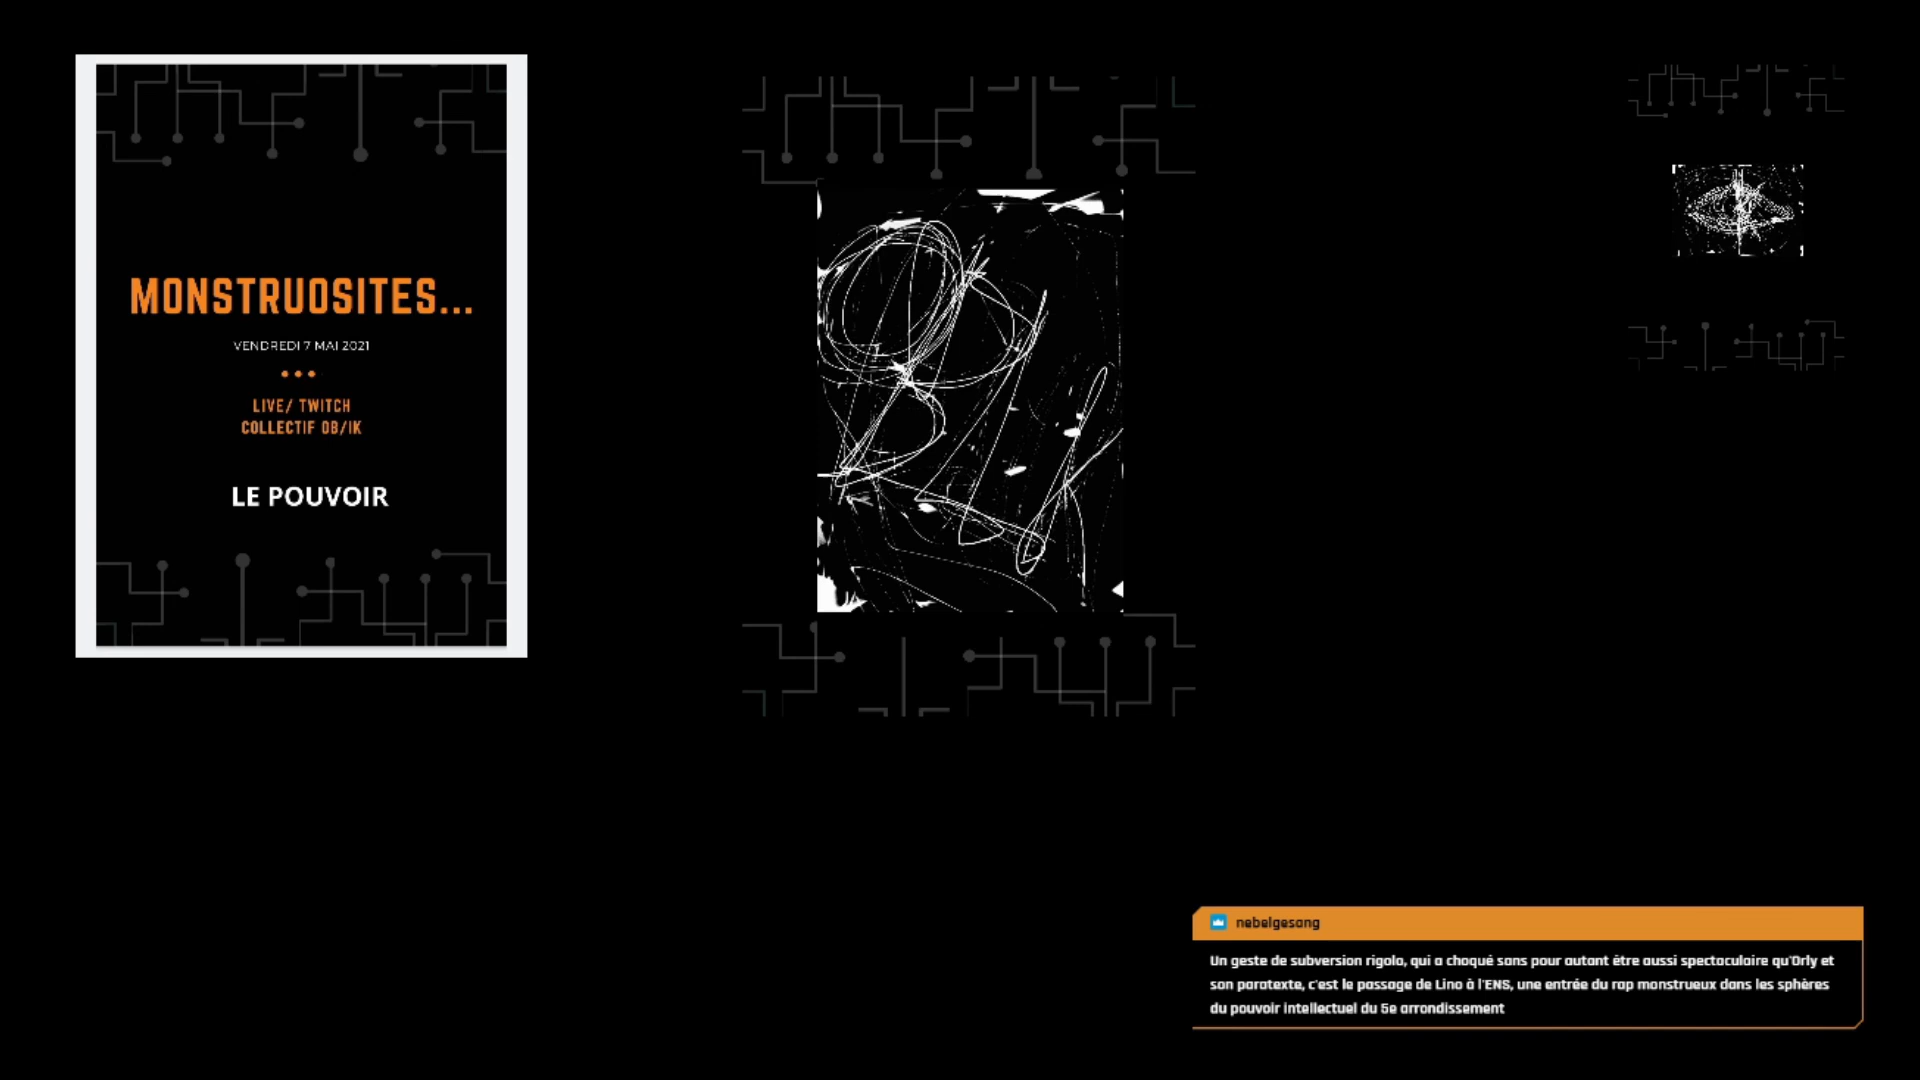 MONSTRUOSITES...
VENDREDI 7 MAI 2021
LIVE/ TWITCH
COLLECTIF OB/IK
LE POUVOIR
nebelgesang
Un geste de subversion rigolo, qui a choqué sans pour autant être aussi spectaculaire qu'Orly et
son paratexte, c'est le passage de Lino à l'ENS, une entrée du rap monstrueux dans les sphères
du pouvoir intellectuel du 5e arrondissement